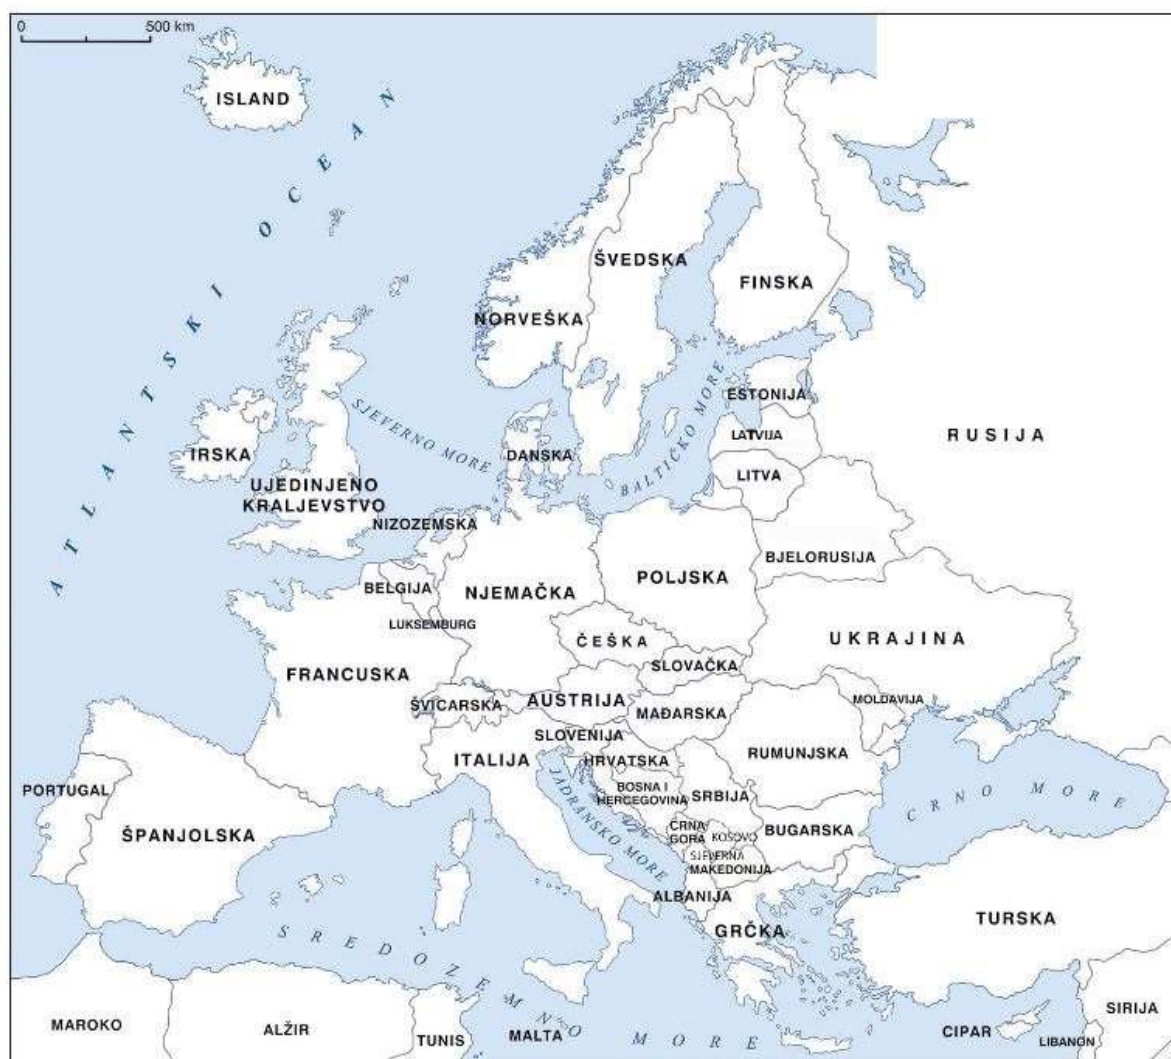 0 500 km
ISLAND
ATLANTSKI OCEAN
ŠVEDSKA
FINSKA
NORVEŠKA
ESTONIJA
SJEVERNO MORE
BALTIČKO MORE
LATVIJA
RUSIJA
IRSKA
DANSKA
LITVA
UJEDINJENO
KRALJEVSTVO
NIZOZEMSKA
BJELORUSIJA
POLJSKA
BELGIJA
NJEMAČKA
LUKSEMBURG
ČEŠKA
UKRAJINA
SLOVAČKA
FRANCUSKA
ŠVICARSKA
AUSTRIJA
MOLDAVIJA
MAĐARSKA
SLOVENIJA
RUMUNJSKA
ITALIJA
HRVATSKA
PORTUGAL
BOSNA I
HERCEGOVINA
SRBIJA
CRNO MORE
JADRANSKO MORE
ŠPANJOLSKA
CRNA
GORA
KOSOVO
BUGARSKA
SJEVERNA
MAKEDONIJA
ALBANIJA
GRČKA
TURSKA
SREDOZEMNO MORE
MAROKO
ALŽIR
TUNIS
MALTA
CIPAR
SIRIJA
LIBANON